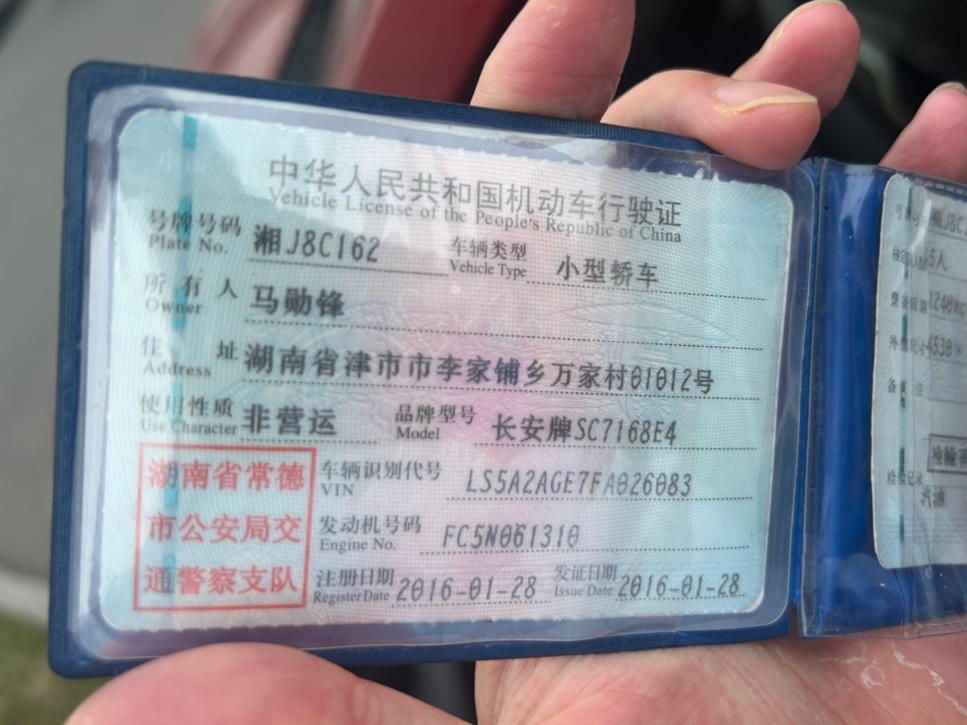 中华人民共和国机动车行驶证
Vehicle License of the People's Republic of China
号牌号码 湘J8C162 车辆类型 小型轿车
Plate No. Vehicle Type
所有人 马勋锋
Owner
住址 湖南省津市市李家铺乡万家村01012号
Address
使用性质 非营运 品牌型号 长安牌SC7168E4
Use Character Model
车辆识别代号 LS5A2AGE7FA026083
VIN
发动机号码 FC5N061310
Engine No.
注册日期 2016-01-28 发证日期 2016-01-28
Register Date Issue Date
湖南省常德
市公安局交
通警察支队
5人
备注
汽油